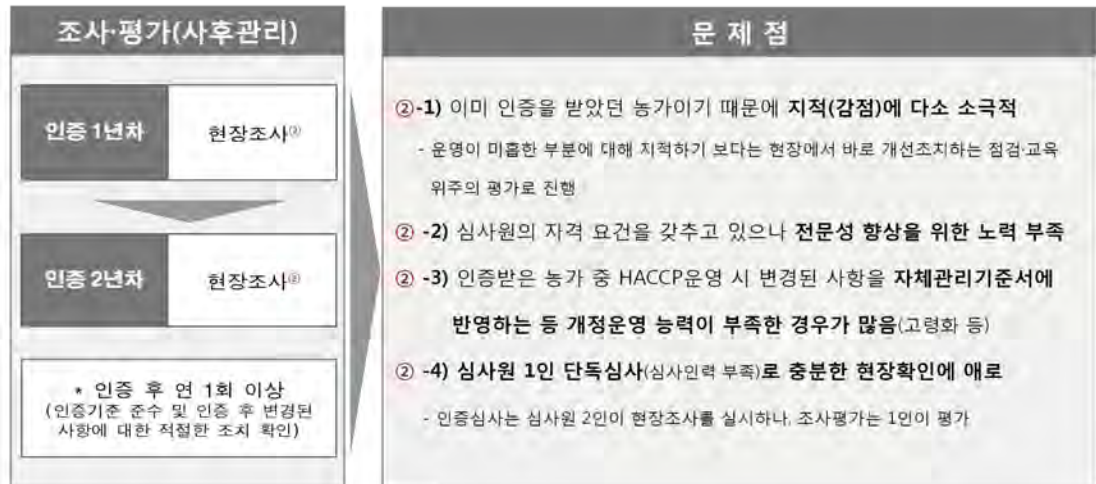 조사·평가(사후관리)
인증 1년차
현장조사②
인증 2년차
현장조사②
* 인증 후 연 1회 이상
(인증기준 준수 및 인증 후 변경된
사항에 대한 적절한 조치 확인)
문 제 점
②-1) 이미 인증을 받았던 농가이기 때문에 지적(감점)에 다소 소극적
- 운영이 미흡한 부분에 대해 지적하기 보다는 현장에서 바로 개선조치하는 점검·교육
위주의 평가로 진행
② -2) 심사원의 자격 요건을 갖추고 있으나 전문성 향상을 위한 노력 부족
② -3) 인증받은 농가 중 HACCP운영 시 변경된 사항을 자체관리기준서에
반영하는 등 개정운영 능력이 부족한 경우가 많음(고령화 등)
② -4) 심사원 1인 단독심사(심사인력 부족)로 충분한 현장확인에 애로
- 인증심사는 심사원 2인이 현장조사를 실시하나, 조사평가는 1인이 평가